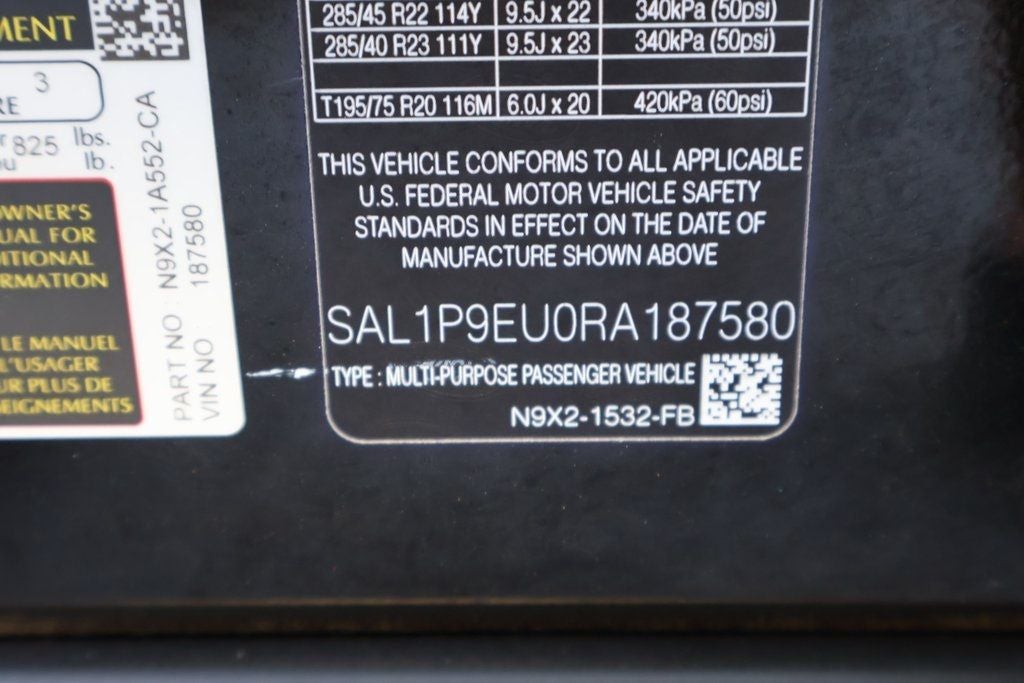 MENT
3
RE
825 lbs.
lb.
OWNER'S
UAL FOR
ITIONAL
RMATION
LE MANUEL
L'USAGER
UR PLUS DE
EIGNEMENTS
PART NO : N9X2-1A552-CA
VIN NO : 187580
285/45 R22 114Y 9.5J x 22 340kPa (50psi)
285/40 R23 111Y 9.5J x 23 340kPa (50psi)
T195/75 R20 116M 6.0J x 20 420kPa (60psi)
THIS VEHICLE CONFORMS TO ALL APPLICABLE
U.S. FEDERAL MOTOR VEHICLE SAFETY
STANDARDS IN EFFECT ON THE DATE OF
MANUFACTURE SHOWN ABOVE
SAL1P9EU0RA187580
TYPE : MULTI-PURPOSE PASSENGER VEHICLE
N9X2-1532-FB